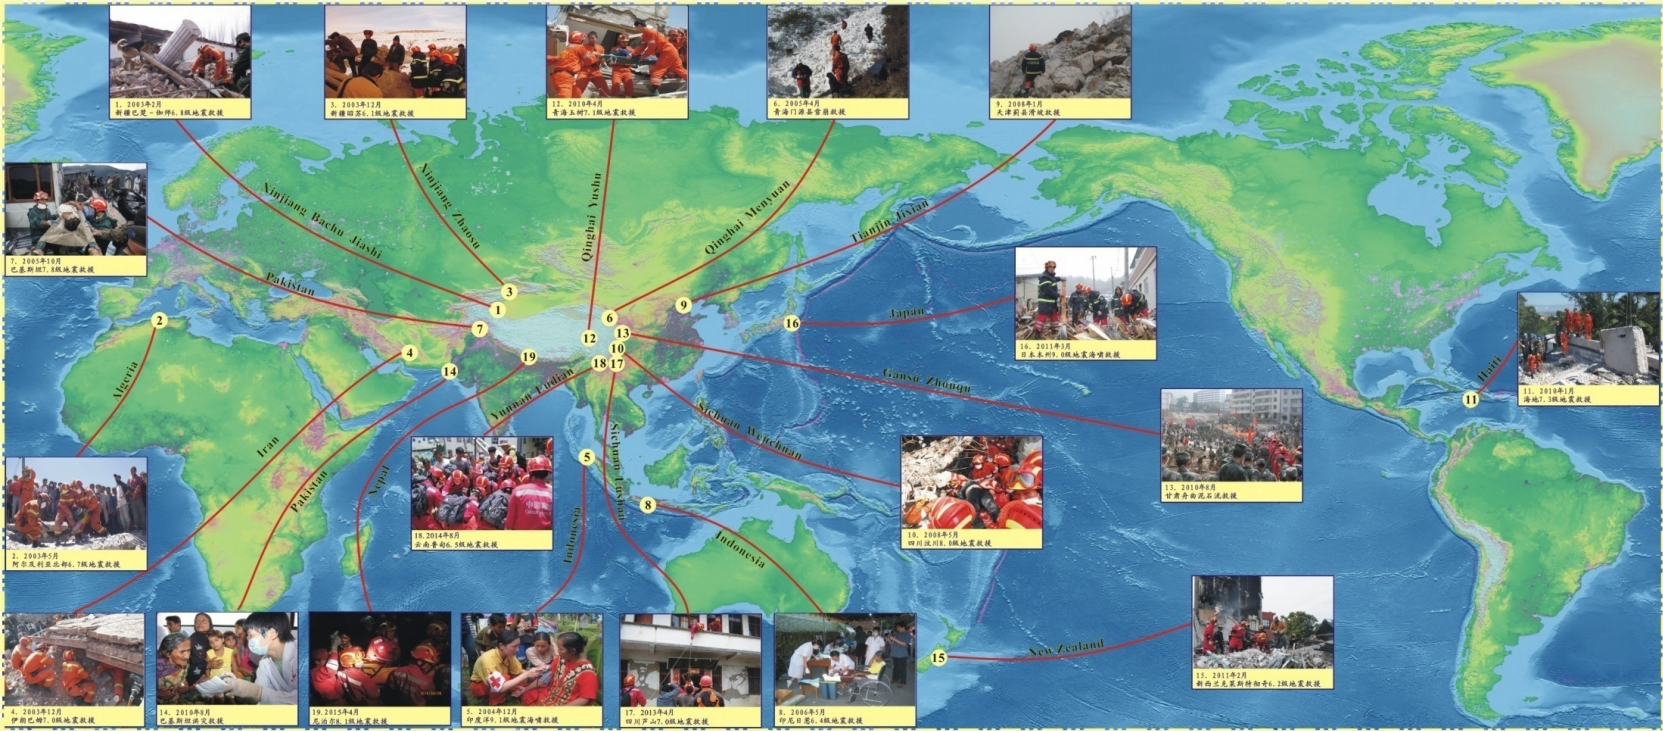 1. 2003年2月
新疆巴楚-伽师6.8级地震救援
3. 2003年12月
新疆昭苏6.1级地震救援
12. 2010年4月
青海玉树7.1级地震救援
6. 2005年4月
青海门源县雪崩救援
9. 2008年1月
天津蓟县滑坡救援
Xinjiang Bachu Jiashi
Xinjiang Zhaosu
Qinghai Yushu
Qinghai Menyuan
Tianjin Jixian
7. 2005年10月
巴基斯坦7.8级地震救援
Pakistan
3
1
7
2
4
14
19
12
6
13
10
18
17
9
16
5
8
11
15
Japan
16. 2011年3月
日本本州9.0级地震海啸救援
Haiti
11. 2010年1月
海地7.3级地震救援
Algeria
Iran
Pakistan
Nepal
Yunnan Ludian
Sichuan Lushan
Sichuan Wenchuan
Gansu Zhouqu
Indonesia
Indonesia
New Zealand
13. 2010年8月
甘肃舟曲泥石流救援
18. 2014年8月
云南鲁甸6.5级地震救援
10. 2008年5月
四川汶川8.0级地震救援
2. 2003年5月
阿尔及利亚北部6.7级地震救援
15. 2011年2月
新西兰克莱斯特彻奇6.2级地震救援
4. 2003年12月
伊朗巴姆7.0级地震救援
14. 2010年8月
巴基斯坦洪灾救援
19. 2015年4月
尼泊尔8.1级地震救援
5. 2004年12月
印度洋9.1级地震海啸救援
17. 2013年4月
四川芦山7.0级地震救援
8. 2006年5月
印尼日惹6.4级地震救援